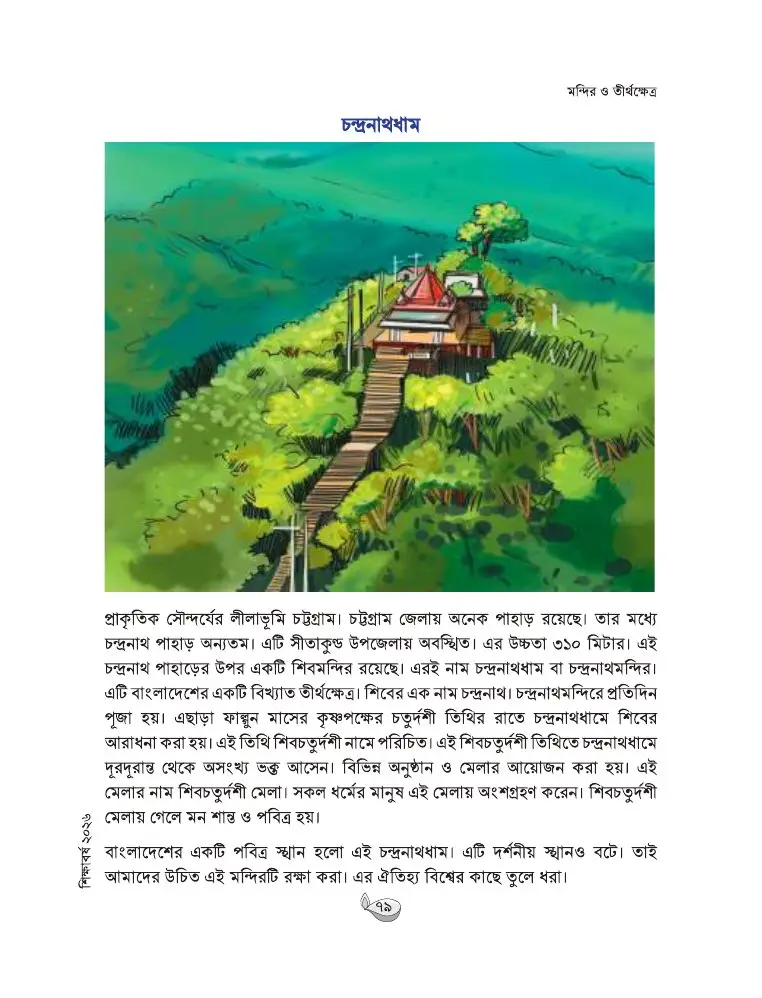 মন্দির ও তীর্থক্ষেত্র
চন্দ্রনাথধাম
প্রাকৃতিক সৌন্দর্যের লীলাভূমি চট্টগ্রাম। চট্টগ্রাম জেলায় অনেক পাহাড় রয়েছে। তার মধ্যে
চন্দ্রনাথ পাহাড় অন্যতম। এটি সীতাকুন্ড উপজেলায় অবস্থিত। এর উচ্চতা ৩১০ মিটার। এই
চন্দ্রনাথ পাহাড়ের উপর একটি শিবমন্দির রয়েছে। এরই নাম চন্দ্রনাথধাম বা চন্দ্রনাথমন্দির।
এটি বাংলাদেশের একটি বিখ্যাত তীর্থক্ষেত্র। শিবের এক নাম চন্দ্রনাথ। চন্দ্রনাথমন্দিরে প্রতিদিন
পূজা হয়। এছাড়া ফাল্গুন মাসের কৃষ্ণপক্ষের চতুর্দশী তিথির রাতে চন্দ্রনাথধামে শিবের
আরাধনা করা হয়। এই তিথি শিবচতুর্দশী নামে পরিচিত। এই শিবচতুর্দশী তিথিতে চন্দ্রনাথধামে
দূরদূরান্ত থেকে অসংখ্য ভক্ত আসেন। বিভিন্ন অনুষ্ঠান ও মেলার আয়োজন করা হয়। এই
মেলার নাম শিবচতুর্দশী মেলা। সকল ধর্মের মানুষ এই মেলায় অংশগ্রহণ করেন। শিবচতুর্দশী
মেলায় গেলে মন শান্ত ও পবিত্র হয়।
বাংলাদেশের একটি পবিত্র স্থান হলো এই চন্দ্রনাথধাম। এটি দর্শনীয় স্থানও বটে। তাই
আমাদের উচিত এই মন্দিরটি রক্ষা করা। এর ঐতিহ্য বিশ্বের কাছে তুলে ধরা।
শিক্ষাবর্ষ ২০২৬
৭৯